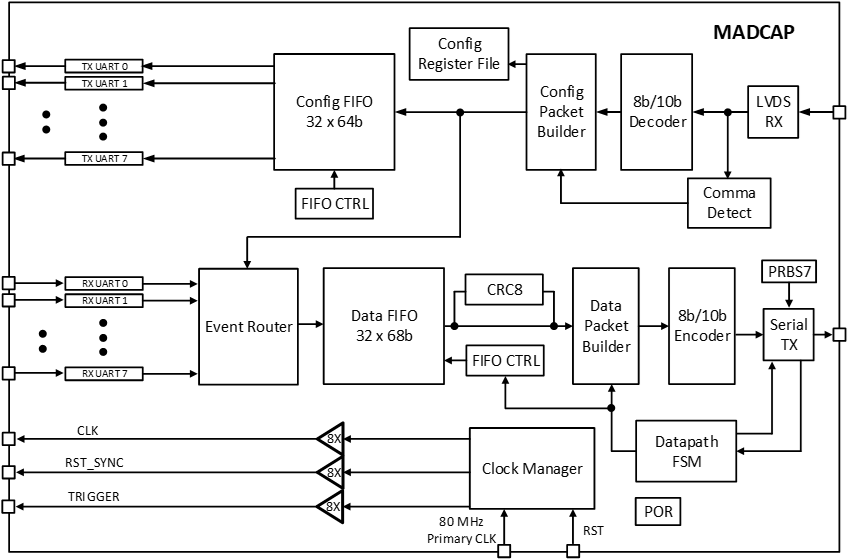 MADCAP
Config
Register File
TX UART 0
TX UART 1
TX UART 7
Config FIFO
32 x 64b
FIFO CTRL
Config
Packet
Builder
8b/10b
Decoder
LVDS
RX
Comma
Detect
RX UART 0
RX UART 1
RX UART 7
Event Router
Data FIFO
32 x 68b
CRC8
FIFO CTRL
Data
Packet
Builder
8b/10b
Encoder
PRBS7
Serial
TX
CLK
RST_SYNC
TRIGGER
8X
8X
8X
Clock Manager
Datapath
FSM
POR
80 MHz
Primary CLK
RST